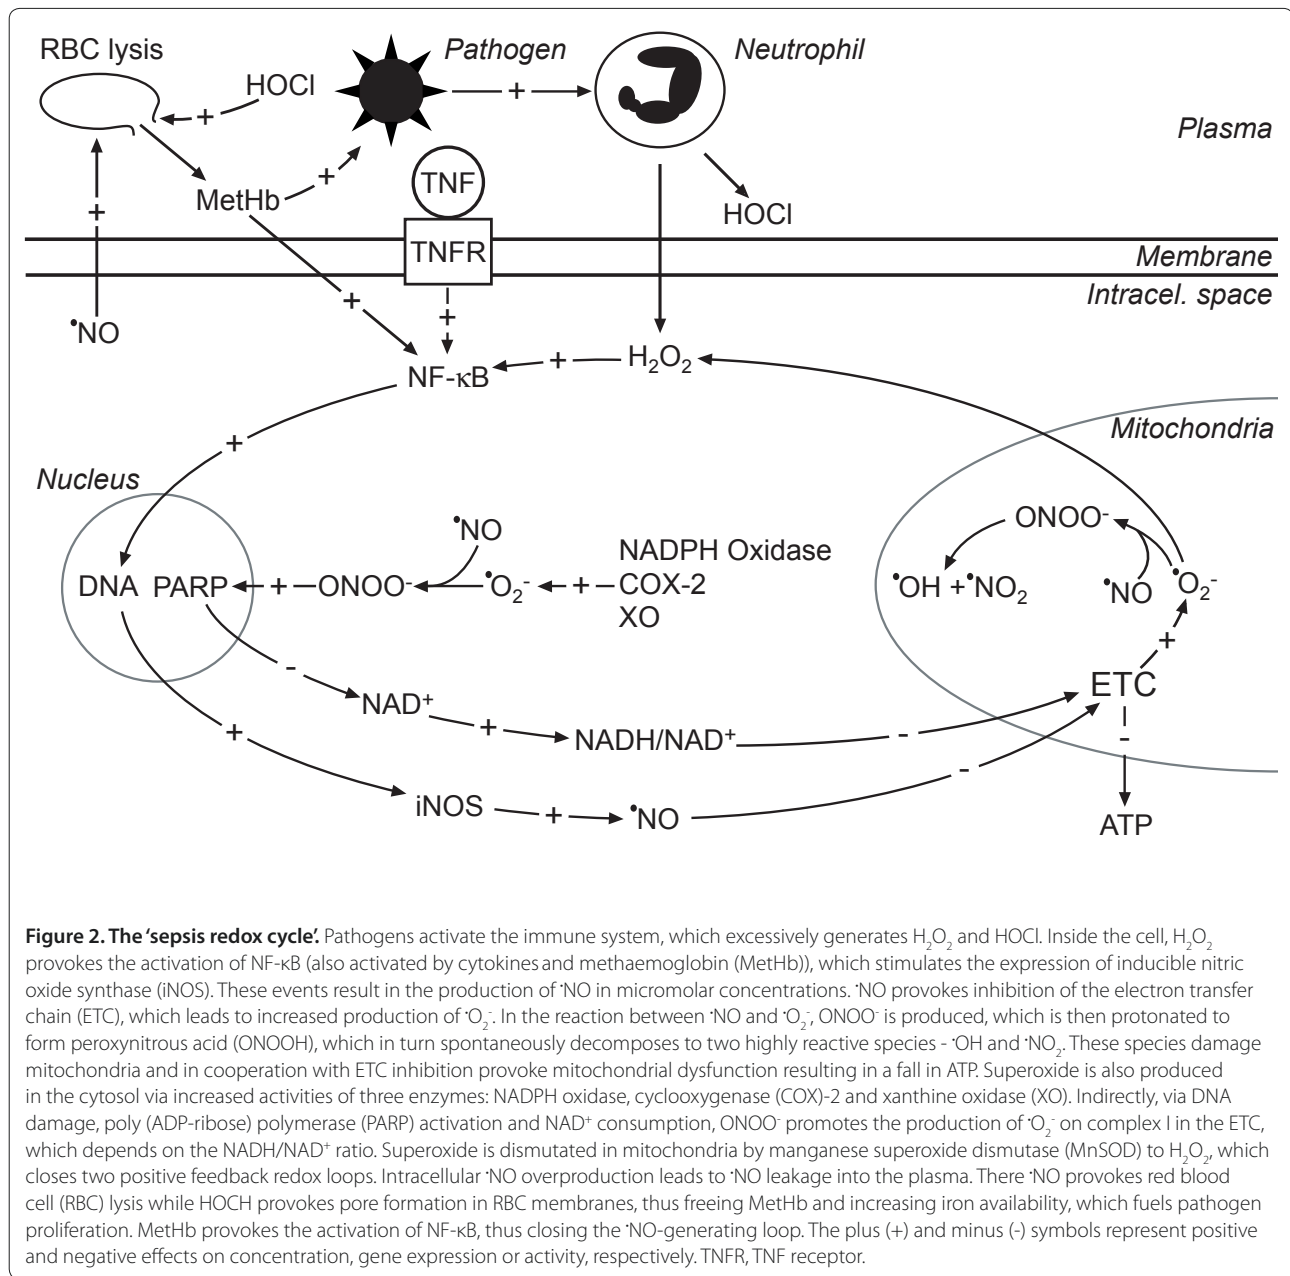 RBC lysis
HOCl
Pathogen
Neutrophil
+
+
Plasma
TNF
+
MetHb
HOCl
+
TNFR
Membrane
Intracel. space
+
+
•NO
H₂O₂
+
NF-κB
+
Mitochondria
Nucleus
•NO
ONOO⁻
NADPH Oxidase
DNA PARP + ONOO⁻ •O₂⁻ + COX-2
•OH + •NO₂
•NO
•O₂⁻
XO
+
-
ETC
NAD⁺
+
+
NADH/NAD⁺
-
-
-
iNOS
+
•NO
ATP
Figure 2. The 'sepsis redox cycle'. Pathogens activate the immune system, which excessively generates H₂O₂ and HOCl. Inside the cell, H₂O₂
provokes the activation of NF-κB (also activated by cytokines and methaemoglobin (MetHb)), which stimulates the expression of inducible nitric
oxide synthase (iNOS). These events result in the production of •NO in micromolar concentrations. •NO provokes inhibition of the electron transfer
chain (ETC), which leads to increased production of •O₂⁻. In the reaction between •NO and •O₂⁻, ONOO⁻ is produced, which is then protonated to
form peroxynitrous acid (ONOOH), which in turn spontaneously decomposes to two highly reactive species - •OH and •NO₂. These species damage
mitochondria and in cooperation with ETC inhibition provoke mitochondrial dysfunction resulting in a fall in ATP. Superoxide is also produced
in the cytosol via increased activities of three enzymes: NADPH oxidase, cyclooxygenase (COX)-2 and xanthine oxidase (XO). Indirectly, via DNA
damage, poly (ADP-ribose) polymerase (PARP) activation and NAD⁺ consumption, ONOO⁻ promotes the production of •O₂⁻ on complex I in the ETC,
which depends on the NADH/NAD⁺ ratio. Superoxide is dismutated in mitochondria by manganese superoxide dismutase (MnSOD) to H₂O₂, which
closes two positive feedback redox loops. Intracellular •NO overproduction leads to •NO leakage into the plasma. There •NO provokes red blood
cell (RBC) lysis while HOCH provokes pore formation in RBC membranes, thus freeing MetHb and increasing iron availability, which fuels pathogen
proliferation. MetHb provokes the activation of NF-κB, thus closing the •NO-generating loop. The plus (+) and minus (-) symbols represent positive
and negative effects on concentration, gene expression or activity, respectively. TNFR, TNF receptor.